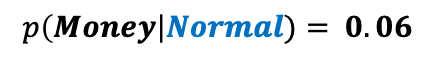 p(Money|Normal) = 0.06